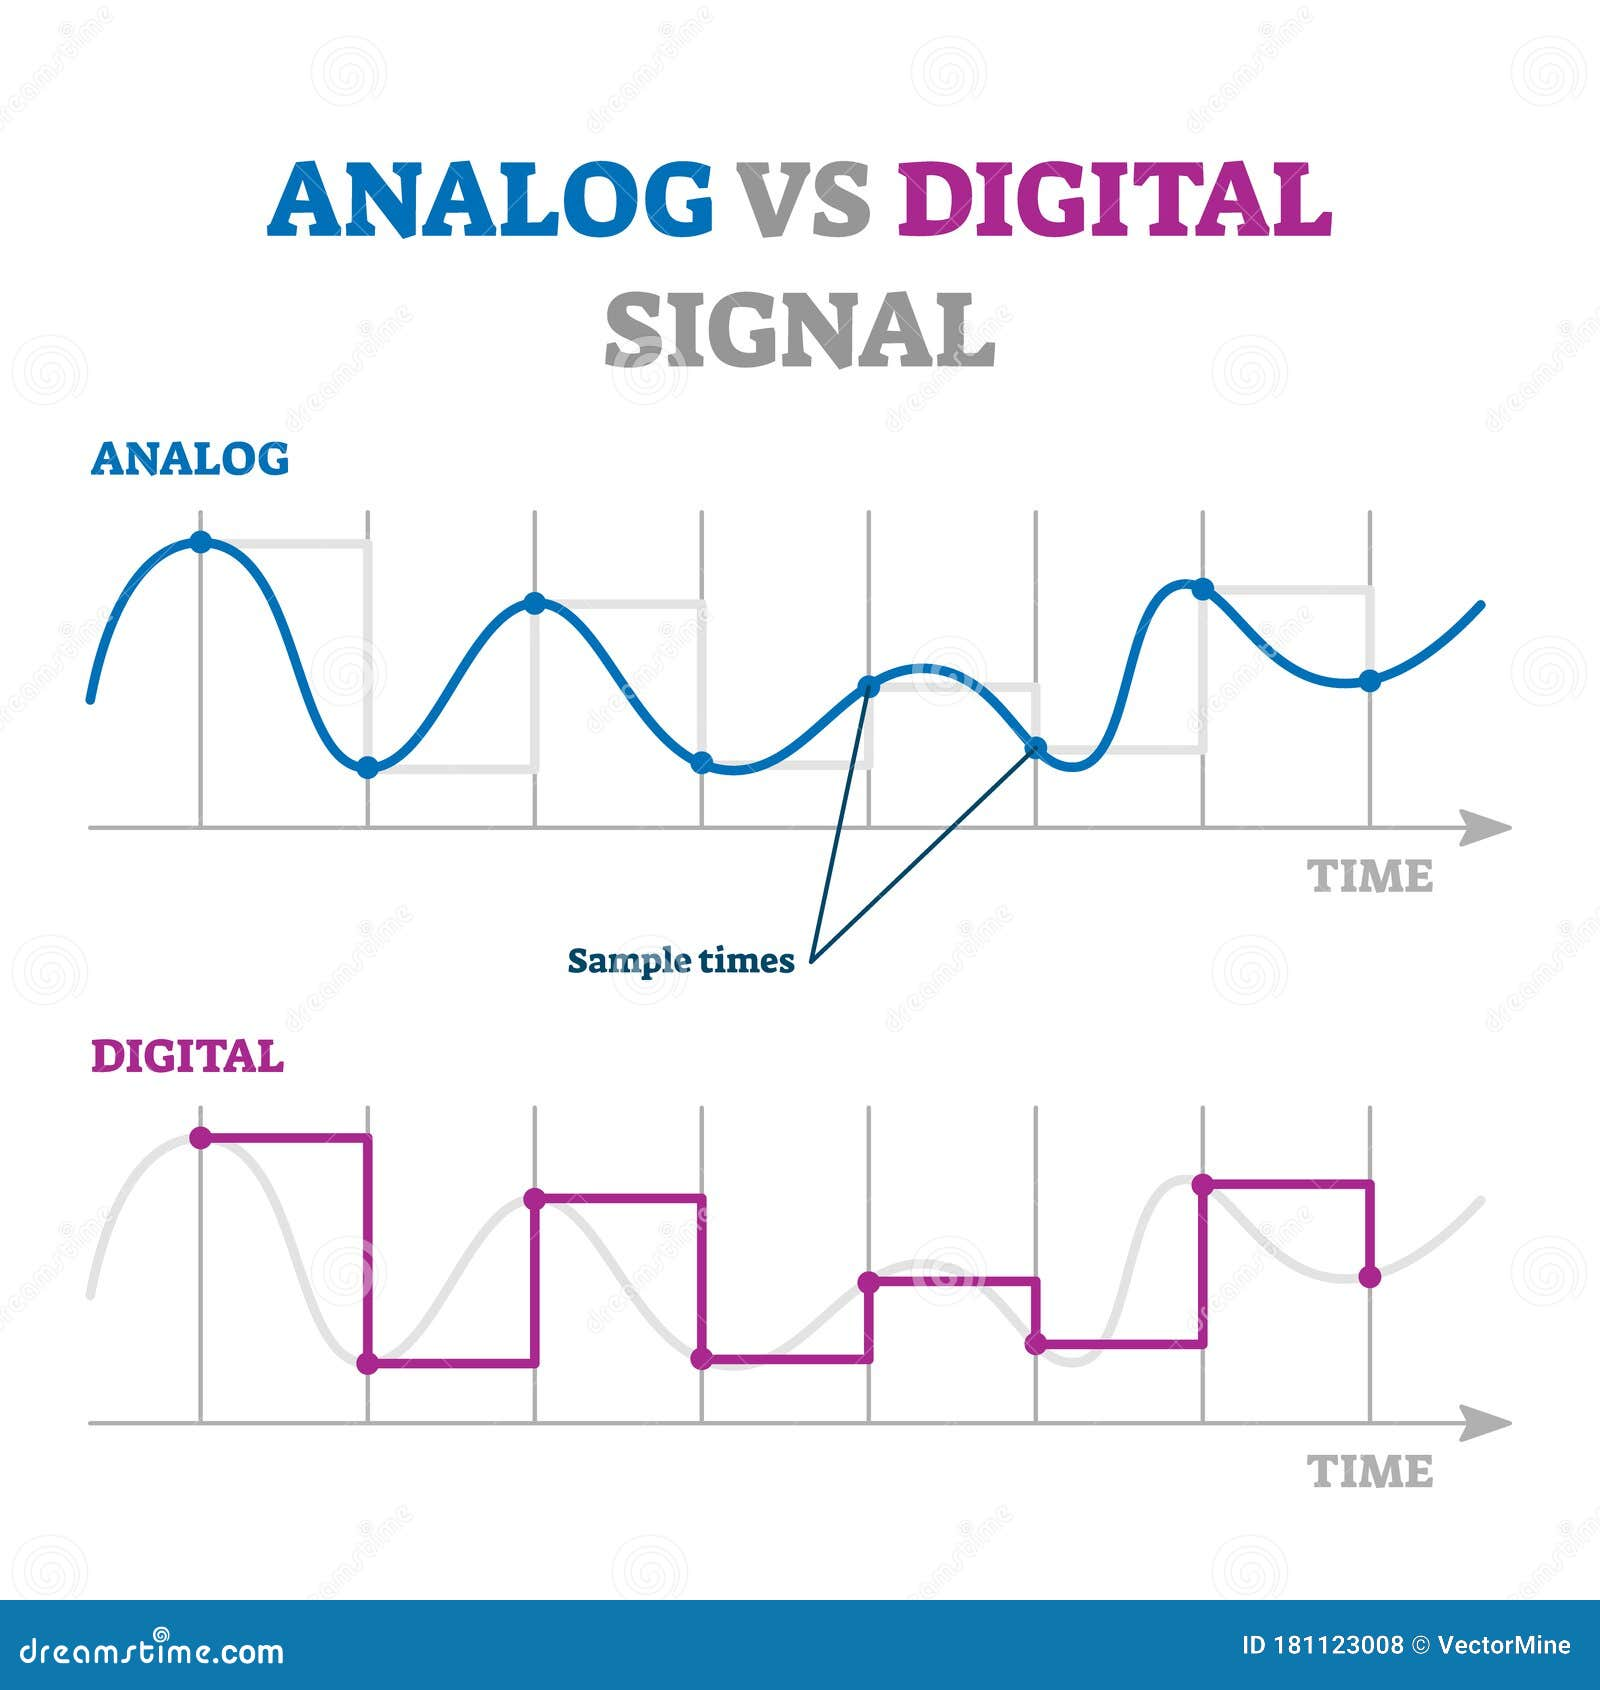 ANALOG VS DIGITAL
SIGNAL
ANALOG
TIME
Sample times
DIGITAL
TIME
dreamstime.com
ID 181123008 © VectorMine